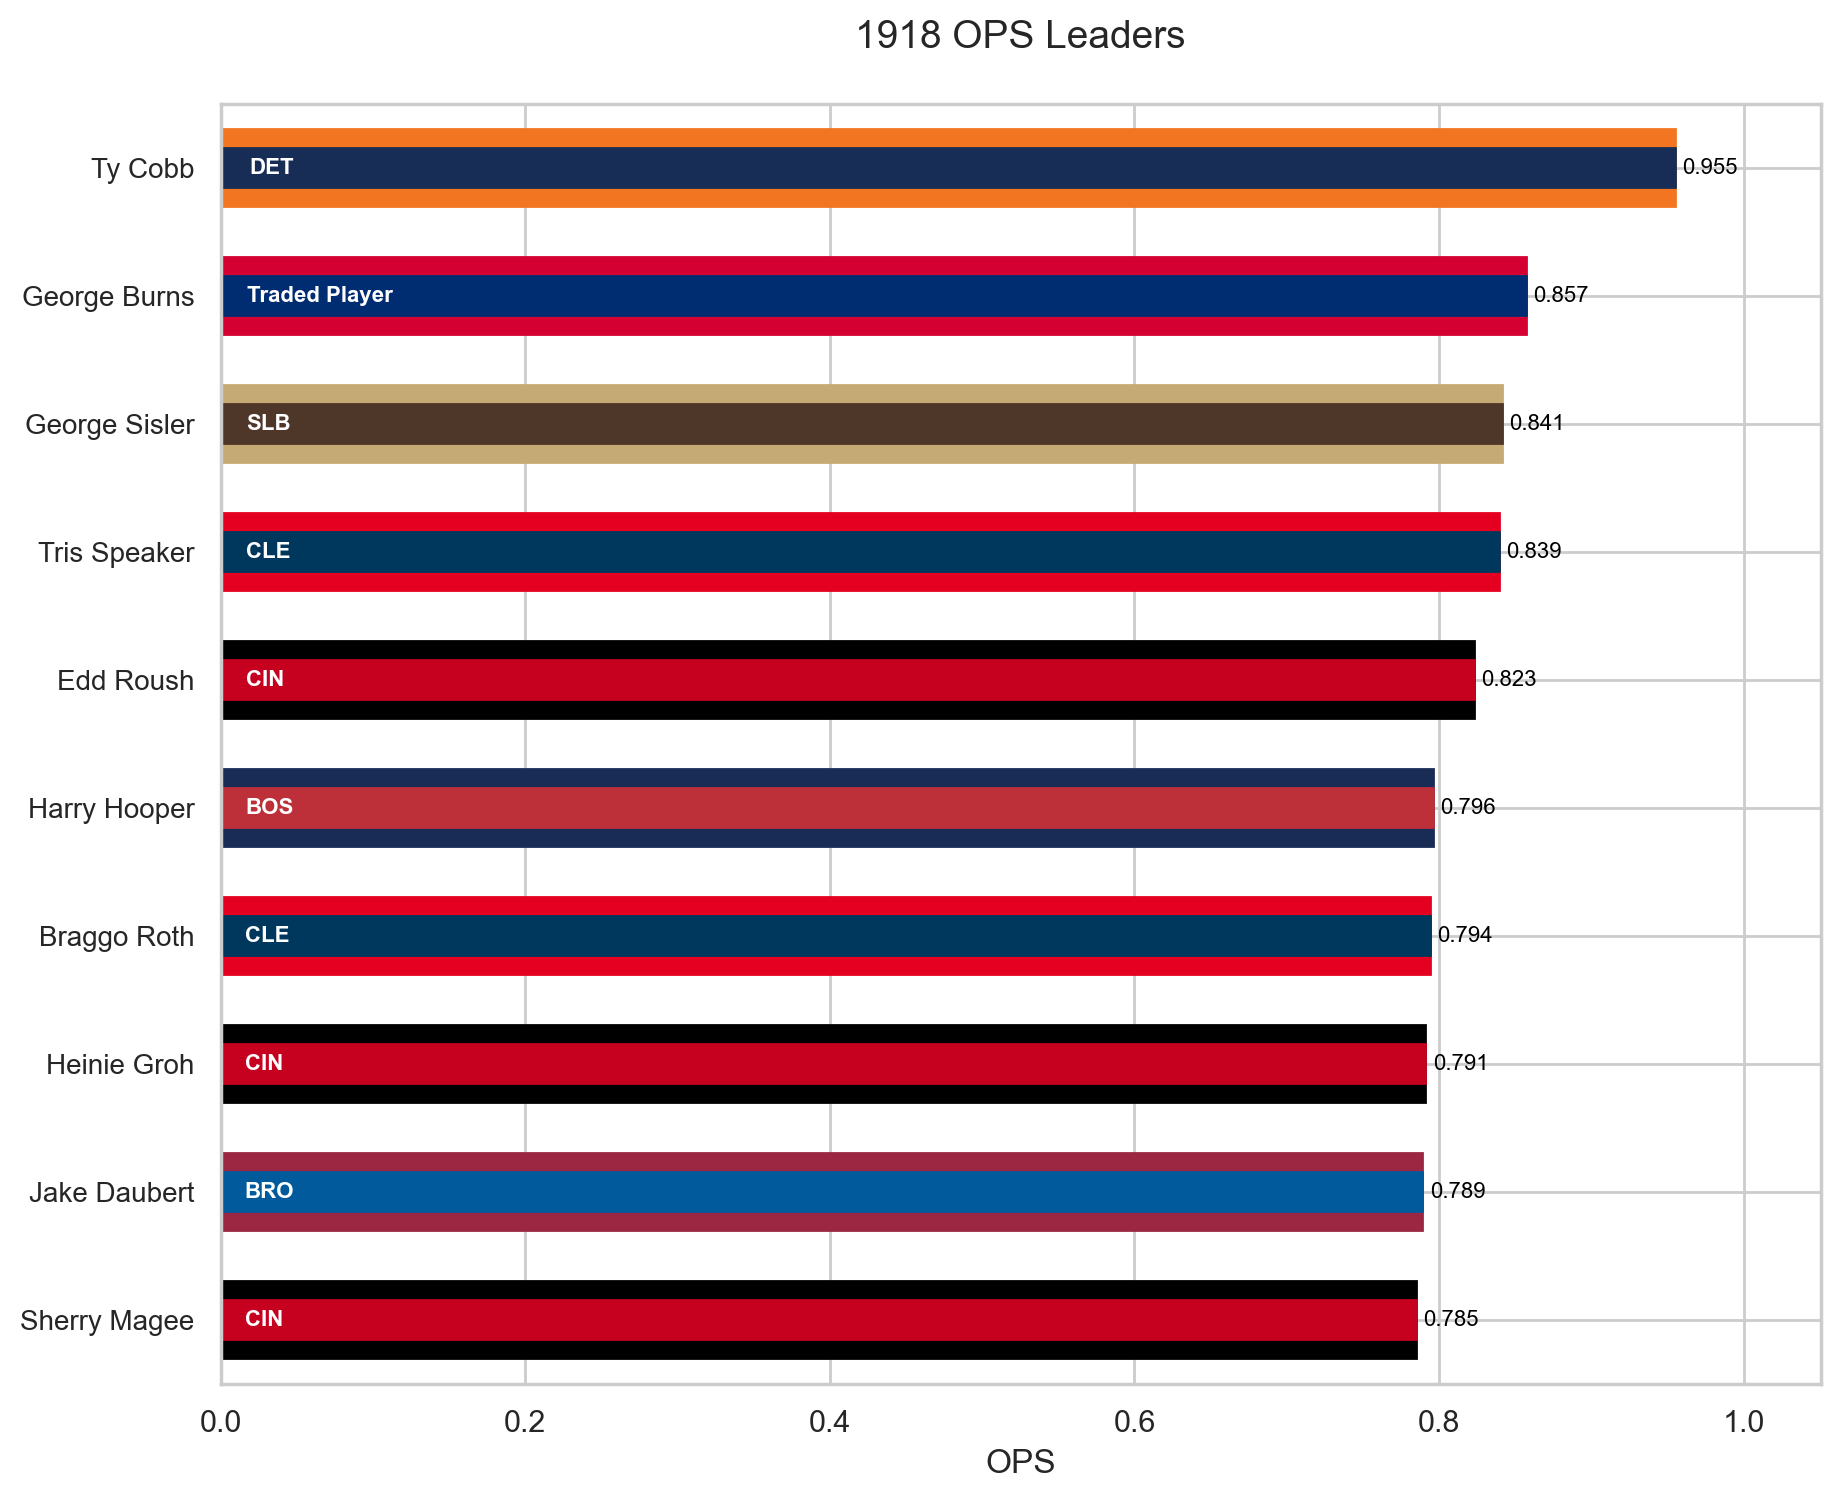 1918 OPS Leaders
Ty Cobb DET 0.955
George Burns Traded Player 0.857
George Sisler SLB 0.841
Tris Speaker CLE 0.839
Edd Roush CIN 0.823
Harry Hooper BOS 0.796
Braggo Roth CLE 0.794
Heinie Groh CIN 0.791
Jake Daubert BRO 0.789
Sherry Magee CIN 0.785
0.0 0.2 0.4 0.6 0.8 1.0
OPS